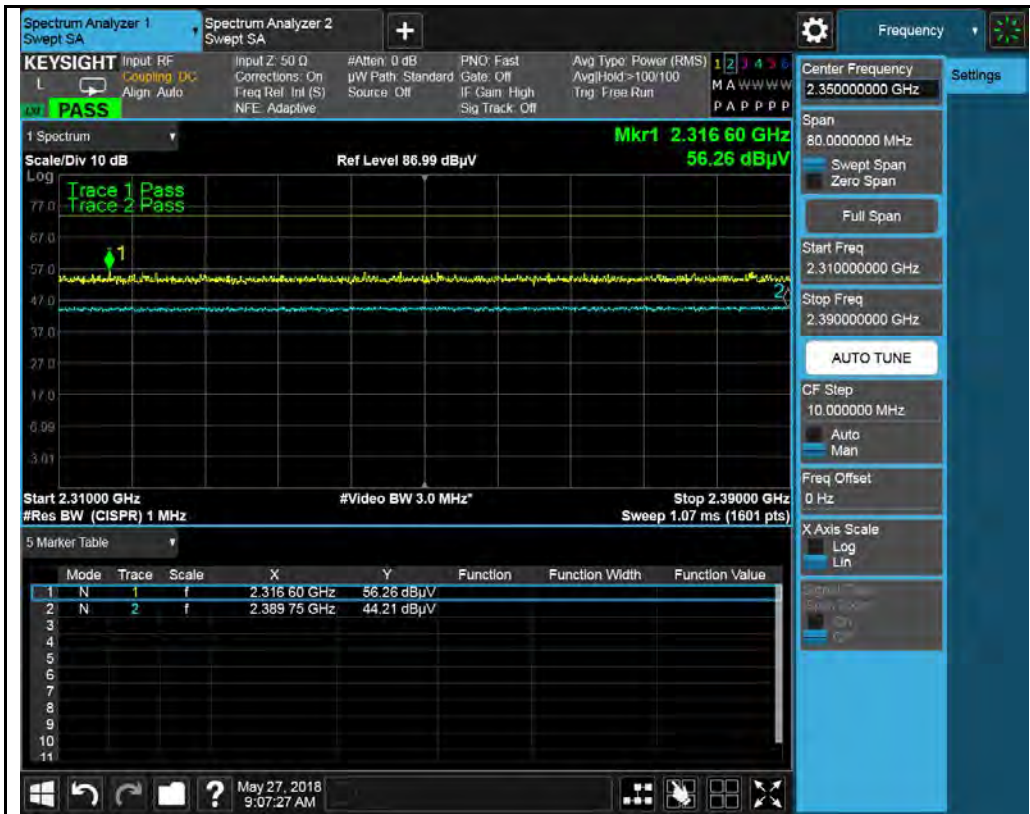 Spectrum Analyzer 1
Swept SA
Spectrum Analyzer 2
Swept SA
+
Frequency
KEYSIGHT
L
PASS
Input: RF
Coupling: DC
Align: Auto
Input Z: 50 Ω
Corrections: On
Freq Ref: Int (S)
NFE: Adaptive
#Atten: 0 dB
µW Path: Standard
Source: Off
PNO: Fast
Gate: Off
IF Gain: High
Sig Track: Off
Avg Type: Power (RMS)
Avg|Hold:>100/100
Trig: Free Run
1 2 3 4 5 6
M A W W W W
P A P P P P
1 Spectrum
Scale/Div 10 dB
Ref Level 86.99 dBµV
Mkr1 2.316 60 GHz
56.26 dBµV
Log
Trace 1 Pass
Trace 2 Pass
77.0
67.0
57.0
47.0
37.0
27.0
17.0
6.99
-3.01
1
2
Start 2.31000 GHz
#Video BW 3.0 MHz*
Stop 2.39000 GHz
#Res BW (CISPR) 1 MHz
Sweep 1.07 ms (1601 pts)
5 Marker Table
Mode Trace Scale X Y Function Function Width Function Value
1 N 1 f 2.316 60 GHz 56.26 dBµV
2 N 2 f 2.389 75 GHz 44.21 dBµV
3
4
5
6
7
8
9
10
11
Center Frequency
2.350000000 GHz
Settings
Span
80.0000000 MHz
Swept Span
Zero Span
Full Span
Start Freq
2.310000000 GHz
Stop Freq
2.390000000 GHz
AUTO TUNE
CF Step
10.000000 MHz
Auto
Man
Freq Offset
0 Hz
X Axis Scale
Log
Lin
?
May 27, 2018
9:07:27 AM